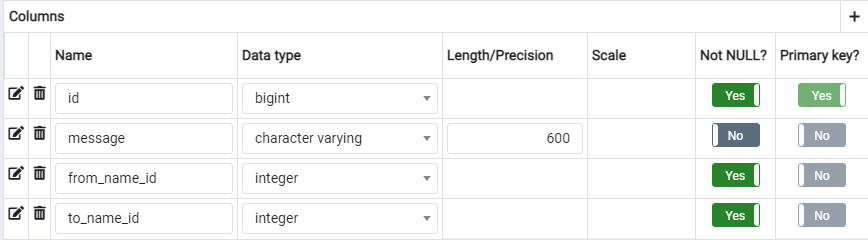 Columns +
Name Data type Length/Precision Scale Not NULL? Primary key?
id bigint Yes Yes
message character varying 600 No No
from_name_id integer Yes No
to_name_id integer Yes No